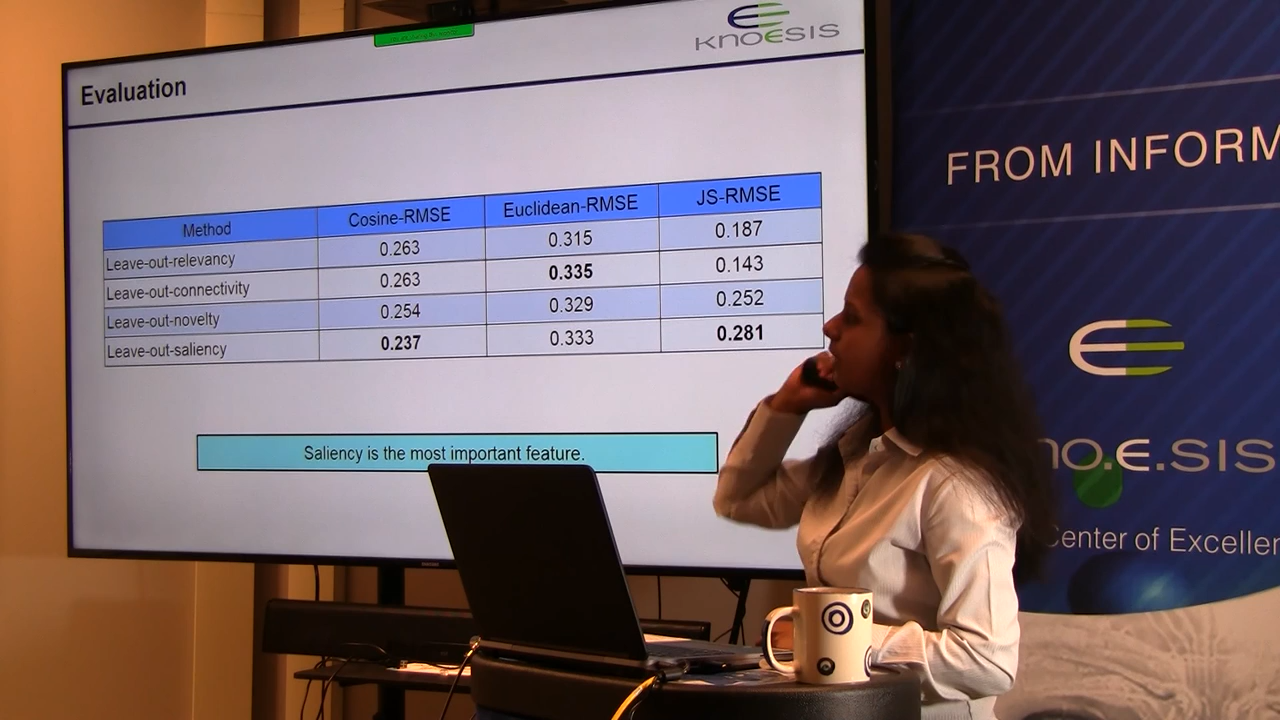 KNOESIS
Evaluation
Method Cosine-RMSE Euclidean-RMSE JS-RMSE
Leave-out-relevancy 0.263 0.315 0.187
Leave-out-connectivity 0.263 0.335 0.143
Leave-out-novelty 0.254 0.329 0.252
Leave-out-saliency 0.237 0.333 0.281
Saliency is the most important feature.
FROM INFORM
no.e.sis
Center of Excellen